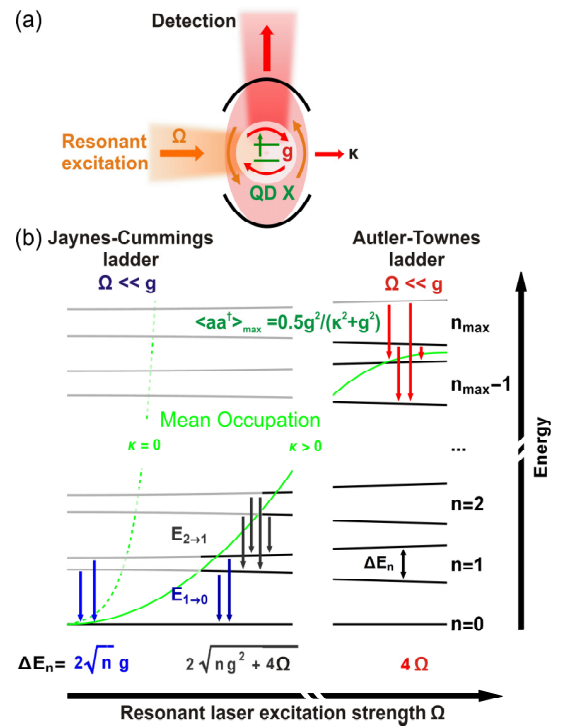 (a)
Detection
Resonant
excitation
Ω
g
κ
QD X
(b)
Jaynes-Cummings
ladder
Ω << g
Autler-Townes
ladder
Ω << g
<aa†>max =0.5g²/(κ²+g²)
nmax
nmax−1
Mean Occupation
κ = 0
κ > 0
...
Energy
E2→1
n=2
ΔEn
n=1
E1→0
n=0
ΔEn= 2√n g
2√ng² + 4Ω
4Ω
Resonant laser excitation strength Ω